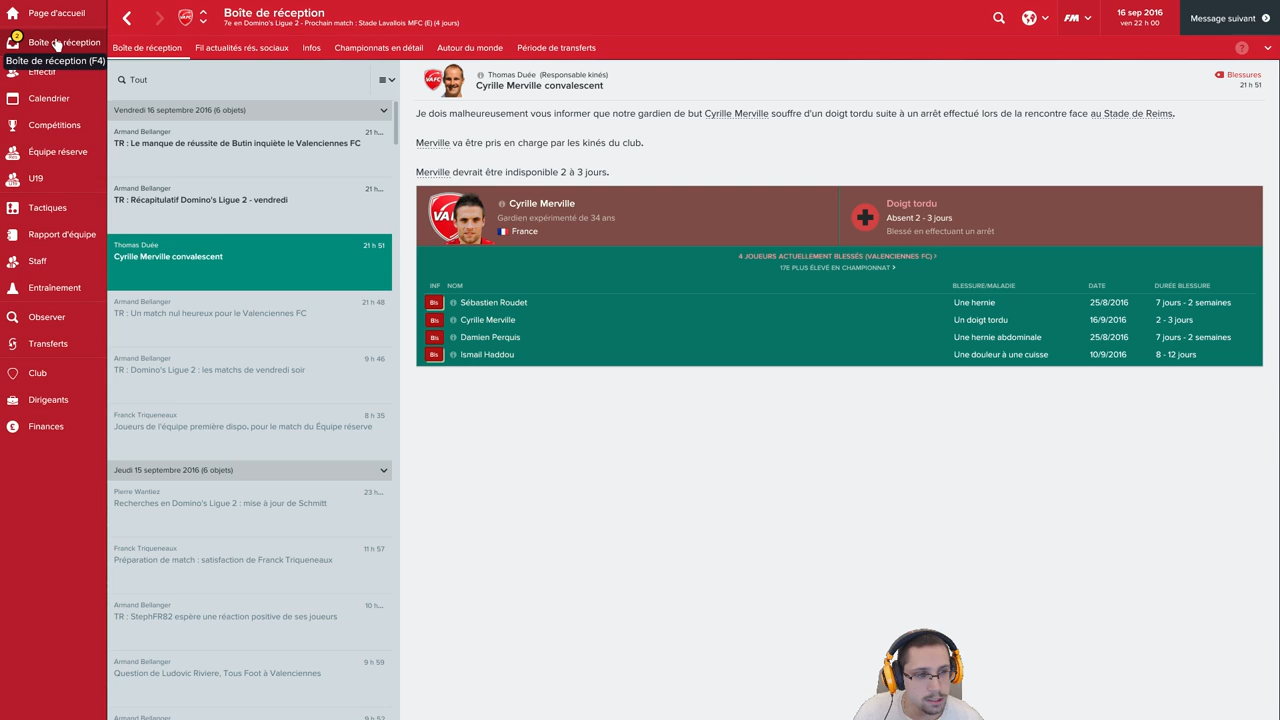 Page d'accueil
2
Boîte de réception
Boîte de réception (F4)
Effectif
Calendrier
Compétitions
Équipe réserve
U19
Tactiques
Rapport d'équipe
Staff
Entraînement
Observer
Transferts
Club
Dirigeants
Finances
Boîte de réception
7e en Domino's Ligue 2 - Prochain match : Stade Lavallois MFC (E) (4 jours)
FM
16 sep 2016
ven 22 h 00
Message suivant
Boîte de réception
Fil actualités rés. sociaux
Infos
Championnats en détail
Autour du monde
Période de transferts
?
Tout
Vendredi 16 septembre 2016 (6 objets)
Armand Bellanger 21 h...
TR : Le manque de réussite de Butin inquiète le Valenciennes FC
Armand Bellanger 21 h...
TR : Récapitulatif Domino's Ligue 2 - vendredi
Thomas Duée 21 h 51
Cyrille Merville convalescent
Armand Bellanger 21 h 48
TR : Un match nul heureux pour le Valenciennes FC
Armand Bellanger 9 h 46
TR : Domino's Ligue 2 : les matchs de vendredi soir
Franck Triqueneaux 8 h 35
Joueurs de l'équipe première dispo. pour le match du Équipe réserve
Jeudi 15 septembre 2016 (6 objets)
Pierre Wantiez 23 h...
Recherches en Domino's Ligue 2 : mise à jour de Schmitt
Franck Triqueneaux 11 h 57
Préparation de match : satisfaction de Franck Triqueneaux
Armand Bellanger 10 h...
TR : StephFR82 espère une réaction positive de ses joueurs
Armand Bellanger 9 h 59
Question de Ludovic Riviere, Tous Foot à Valenciennes
Armand Bellanger 9 h 52
VAFC
Thomas Duée (Responsable kinés)
Cyrille Merville convalescent
Blessures
21 h 51
Je dois malheureusement vous informer que notre gardien de but Cyrille Merville souffre d'un doigt tordu suite à un arrêt effectué lors de la rencontre face au Stade de Reims.
Merville va être pris en charge par les kinés du club.
Merville devrait être indisponible 2 à 3 jours.
Cyrille Merville
Gardien expérimenté de 34 ans
France
Doigt tordu
Absent 2 - 3 jours
Blessé en effectuant un arrêt
4 JOUEURS ACTUELLEMENT BLESSÉS (VALENCIENNES FC) >
17E PLUS ÉLEVÉ EN CHAMPIONNAT >
INF NOM BLESSURE/MALADIE DATE DURÉE BLESSURE
Bls Sébastien Roudet Une hernie 25/8/2016 7 jours - 2 semaines
Bls Cyrille Merville Un doigt tordu 16/9/2016 2 - 3 jours
Bls Damien Perquis Une hernie abdominale 25/8/2016 7 jours - 2 semaines
Bls Ismail Haddou Une douleur à une cuisse 10/9/2016 8 - 12 jours